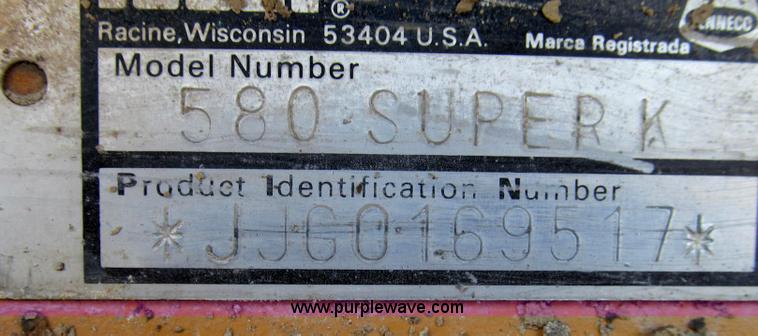 ®
Racine, Wisconsin 53404 U.S.A. Marca Registrada
Model Number
580 SUPER K
Product Identification Number
*JJG0169517*
www.purplewave.com